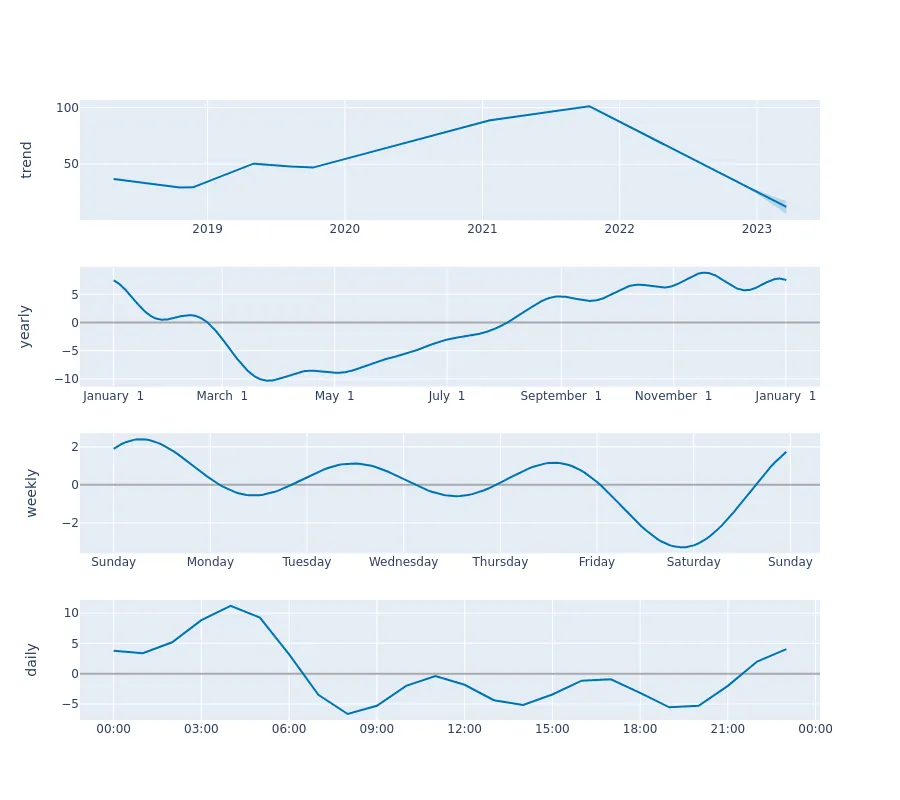 trend
100
50
2019 2020 2021 2022 2023
yearly
5
0
−5
−10
January 1 March 1 May 1 July 1 September 1 November 1 January 1
weekly
2
0
−2
Sunday Monday Tuesday Wednesday Thursday Friday Saturday Sunday
daily
10
5
0
−5
00:00 03:00 06:00 09:00 12:00 15:00 18:00 21:00 00:00